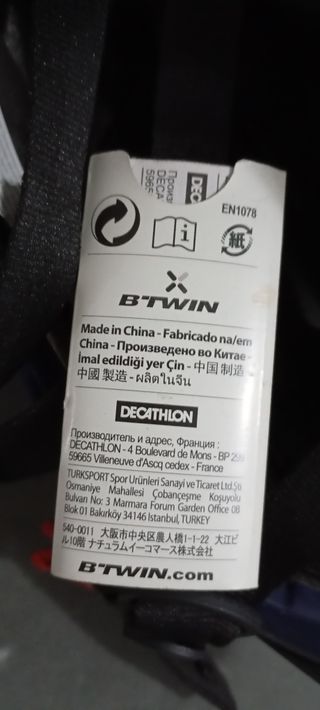 DECATHLON
EN1078
紙
B'TWIN
Made in China - Fabricado na/em
China - Произведено во Китае -
İmal edildiği yer Çin - 中国制造
中國製造 - ผลิตในจีน
DECATHLON
Производитель и адрес, Франция :
DECATHLON - 4 Boulevard de Mons - BP 299
59665 Villeneuve d'Ascq cedex - France
TURKSPORT Spor Ürünleri Sanayi ve Ticaret Ltd.Şti
Osmaniye Mahallesi Çobançeşme Koşuyolu
Bulvarı No: 3 Marmara Forum Garden Office 0B
Blok 01 Bakırköy 34146 Istanbul, TURKEY
540-0011 大阪市中央区農人橋1-1-22 大江ビ
ル10階 ナチュラムイーコマース株式会社
B'TWIN.com